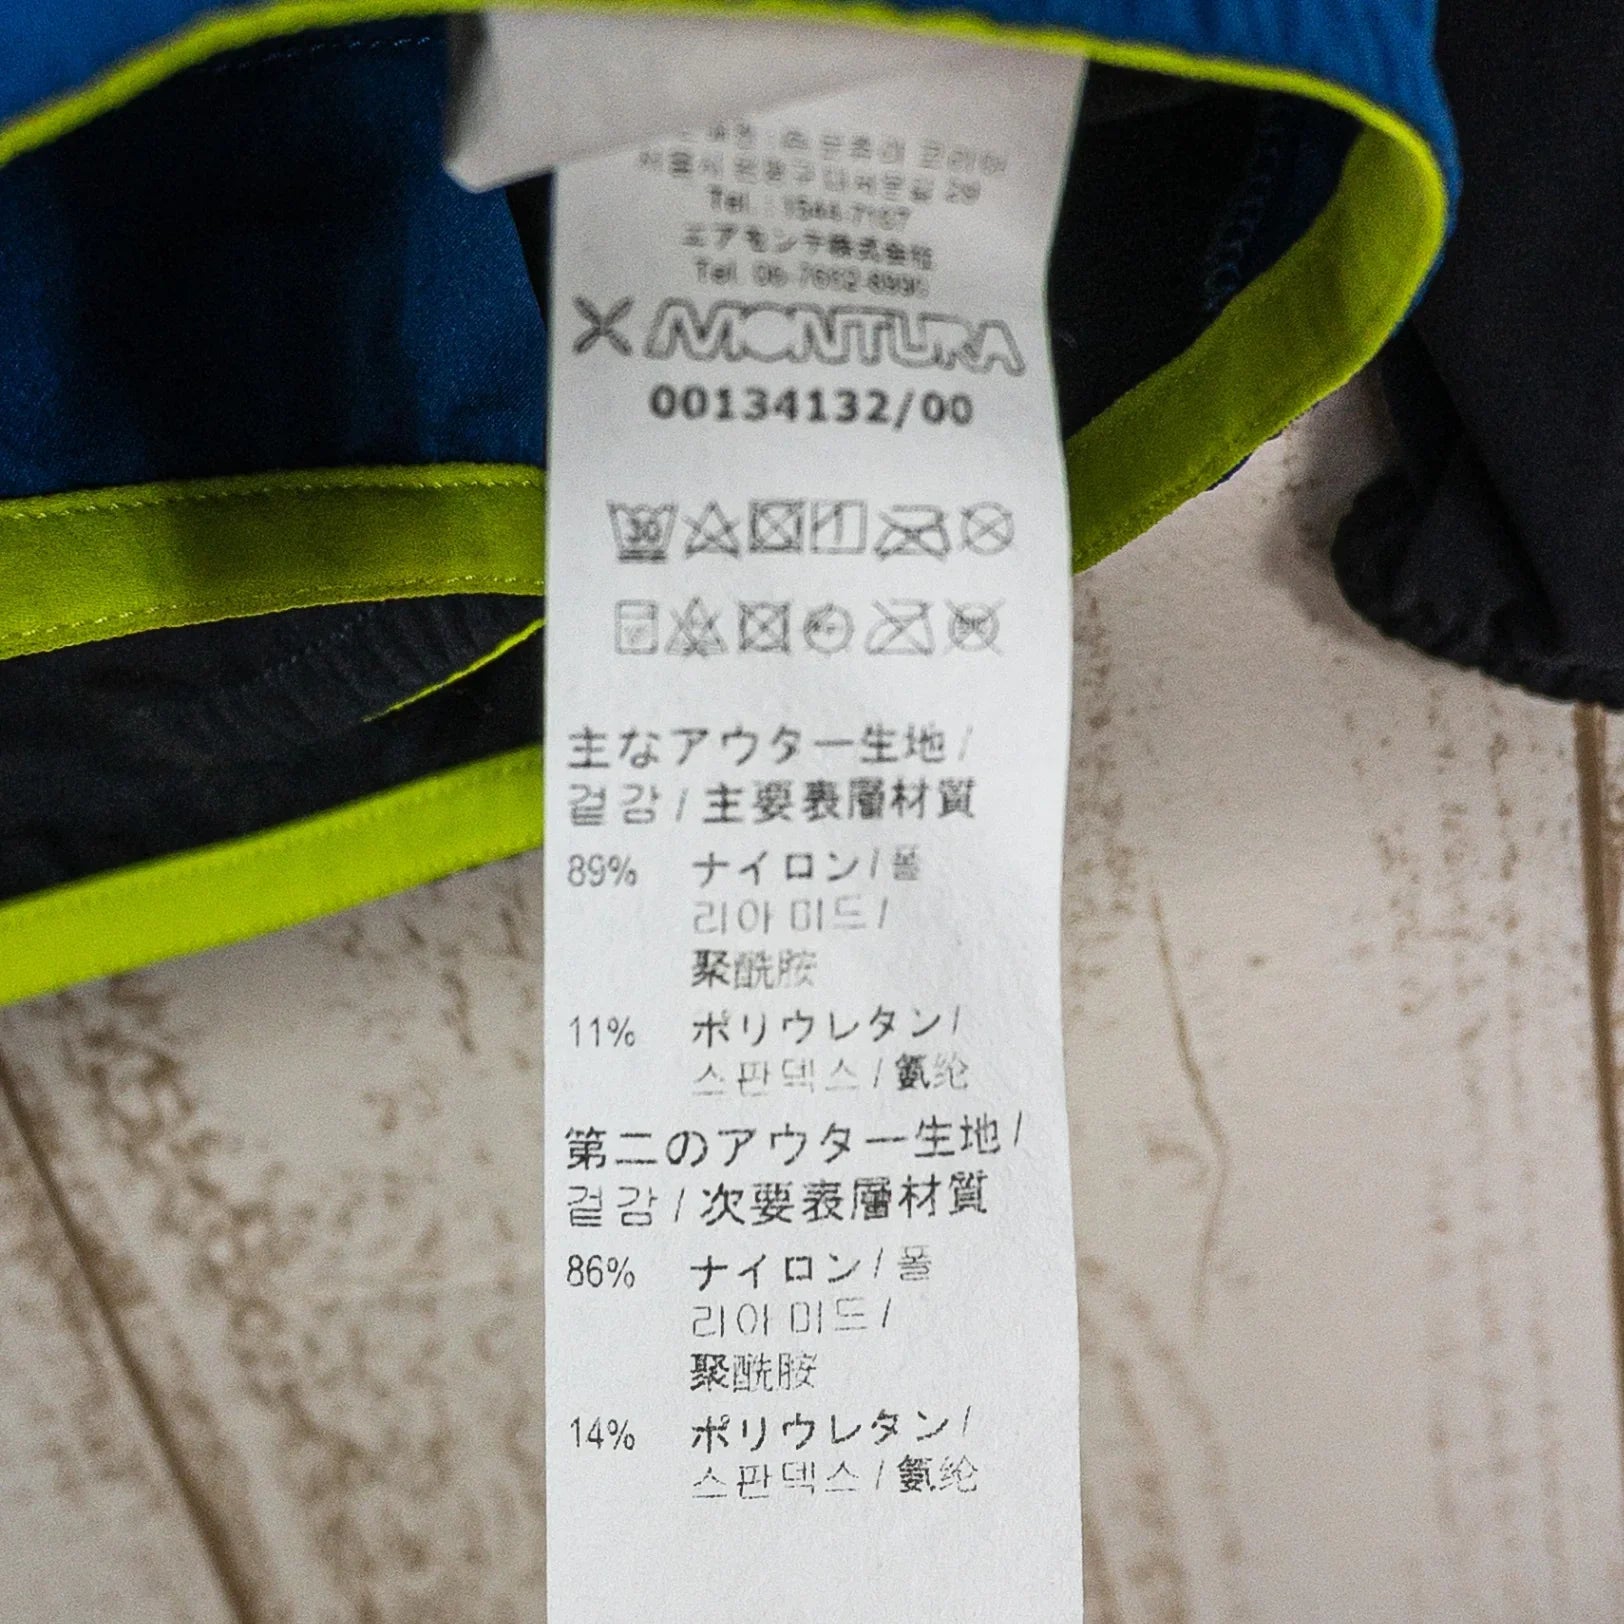 Tel. : 1544-7187
エアモンテ株式会社
MONTURA
00134132/00
30
主なアウター生地 /
겉감 / 主要表層材質
89% ナイロン / 폴
리아미드 /
聚酰胺
11% ポリウレタン /
스판덱스 / 氨纶
第二のアウター生地 /
겉감 / 次要表層材質
86% ナイロン / 폴
리아미드 /
聚酰胺
14% ポリウレタン /
스판덱스 / 氨纶